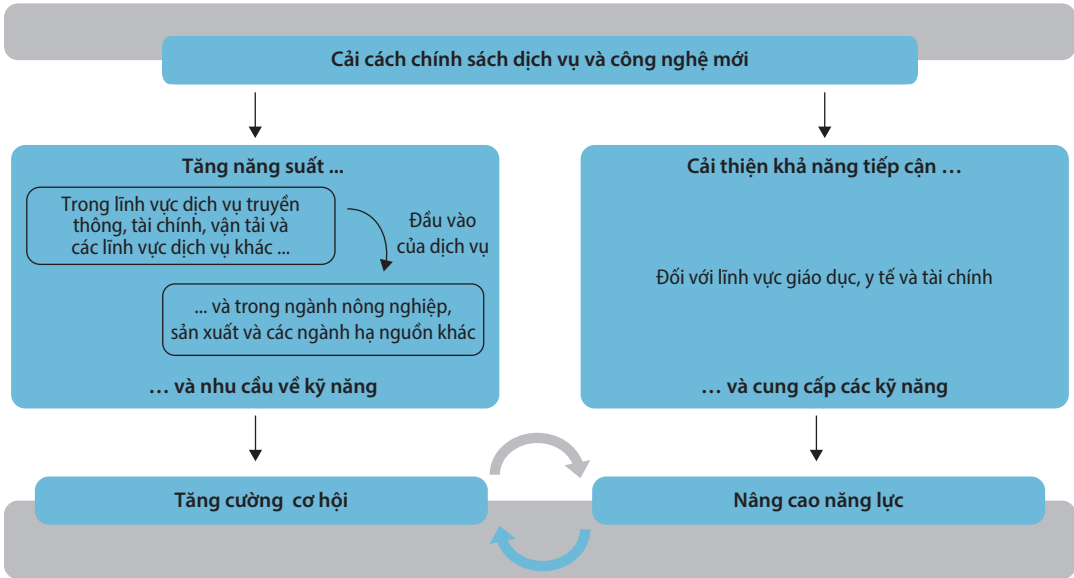 Cải cách chính sách dịch vụ và công nghệ mới
Tăng năng suất ...
Trong lĩnh vực dịch vụ truyền
thông, tài chính, vận tải và
các lĩnh vực dịch vụ khác ...
Đầu vào
của dịch vụ
... và trong ngành nông nghiệp,
sản xuất và các ngành hạ nguồn khác
… và nhu cầu về kỹ năng
Cải thiện khả năng tiếp cận …
Đối với lĩnh vực giáo dục, y tế và tài chính
… và cung cấp các kỹ năng
Tăng cường cơ hội
Nâng cao năng lực